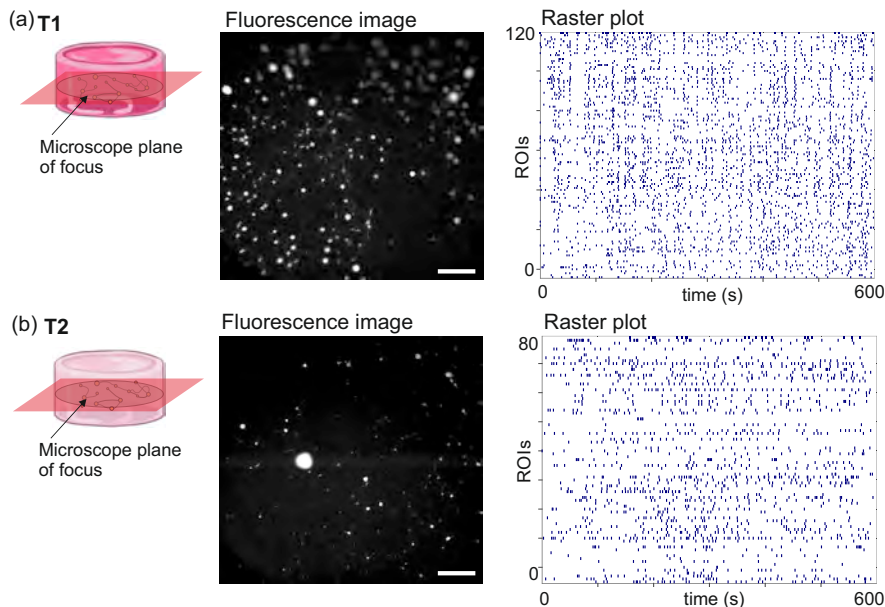 (a) T1
Fluorescence image
Raster plot
Microscope plane
of focus
120
ROIs
0
0
time (s)
600
(b) T2
Fluorescence image
Raster plot
Microscope plane
of focus
80
ROIs
0
0
time (s)
600